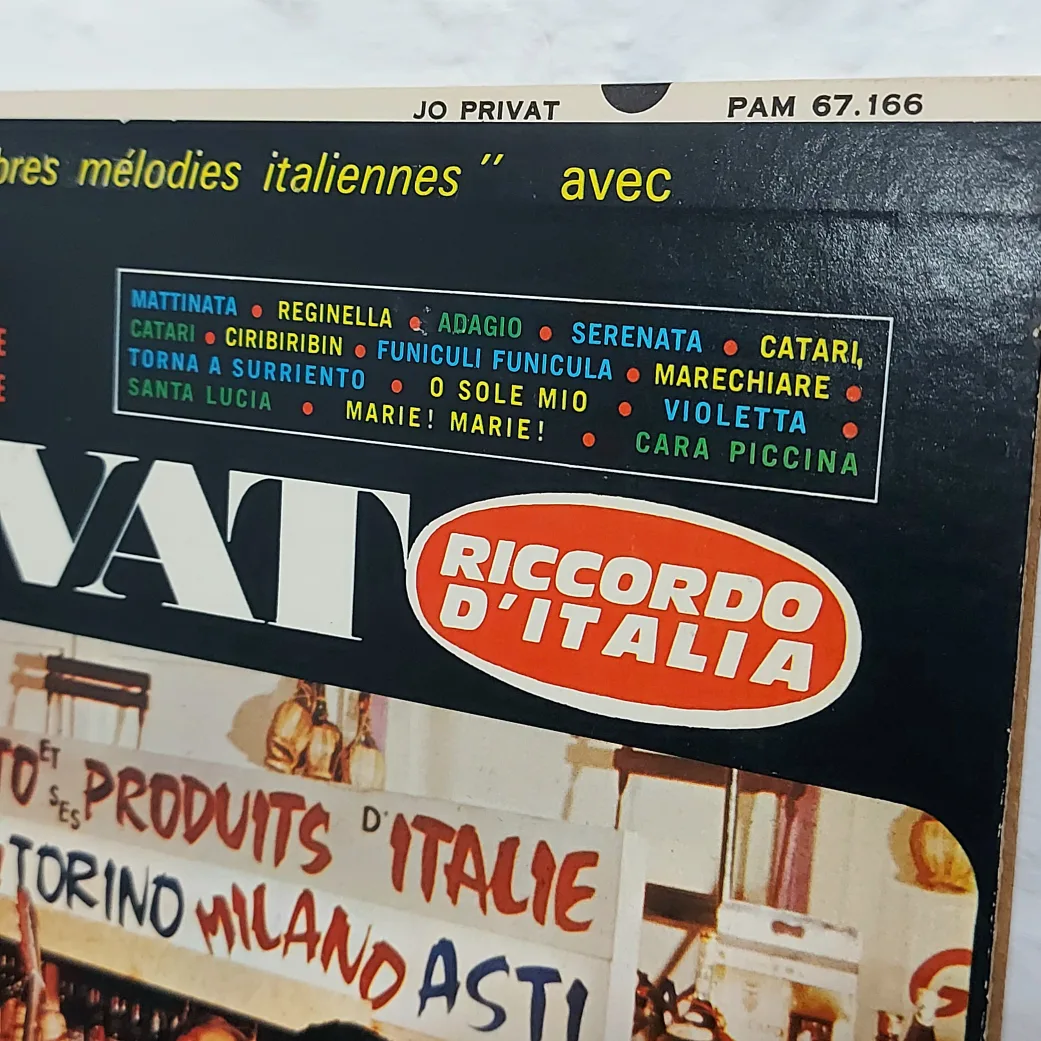 JO PRIVAT PAM 67.166
mélodies italiennes" avec
MATTINATA • REGINELLA • ADAGIO • SERENATA • CATARI,
CATARI • CIRIBIRIBIN • FUNICULI FUNICULA • MARECHIARE •
TORNA A SURRIENTO • O SOLE MIO • VIOLETTA •
SANTA LUCIA • MARIE! MARIE! • CARA PICCINA
VAT
RICCORDO
D'ITALIA
ET SES PRODUITS D'ITALIE
TORINO MILANO ASTI